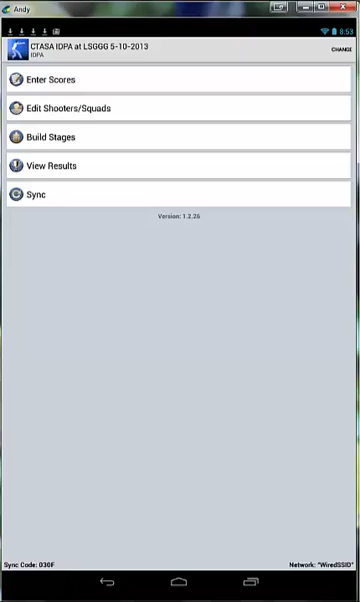 Andy
8:53
CTASA IDPA at LSGGG 5-10-2013
IDPA
CHANGE
Enter Scores
Edit Shooters/Squads
Build Stages
View Results
Sync
Version: 1.2.26
Sync Code: 030F
Network: "WiredSSID"